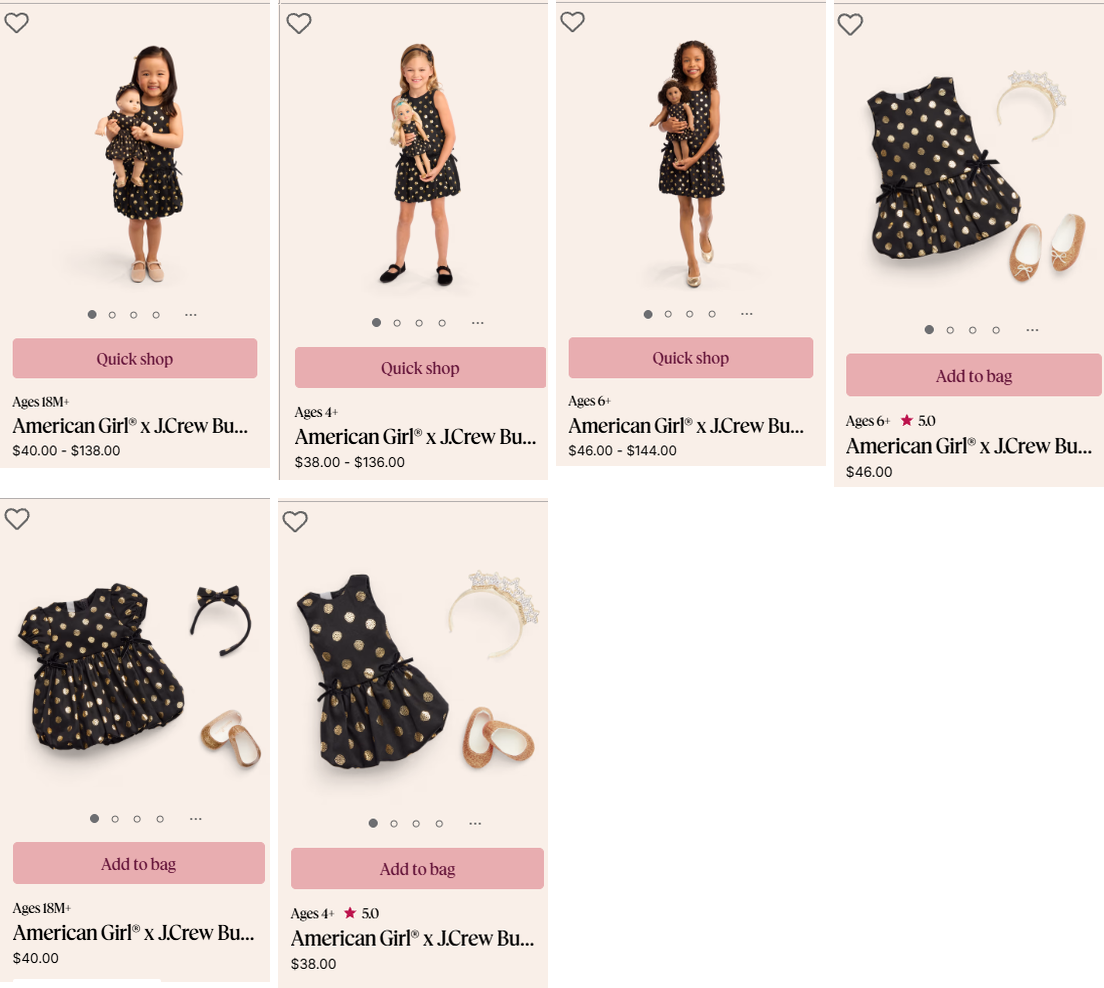 Quick shop
Ages 18M+
American Girl® x J.Crew Bu...
$40.00 - $138.00
Quick shop
Ages 4+
American Girl® x J.Crew Bu...
$38.00 - $136.00
Quick shop
Ages 6+
American Girl® x J.Crew Bu...
$46.00 - $144.00
Add to bag
Ages 6+ ★ 5.0
American Girl® x J.Crew Bu...
$46.00
Add to bag
Ages 18M+
American Girl® x J.Crew Bu...
$40.00
Add to bag
Ages 4+ ★ 5.0
American Girl® x J.Crew Bu...
$38.00